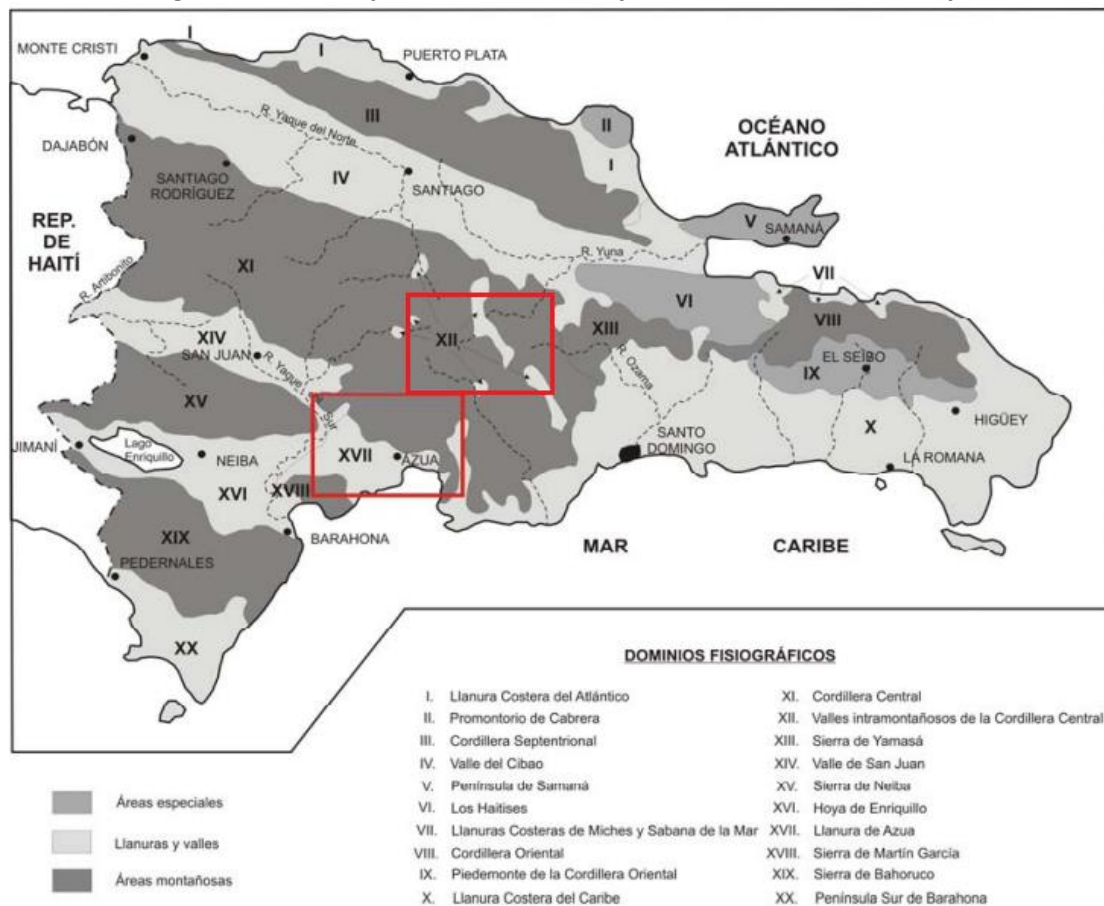 I
MONTE CRISTI
I
PUERTO PLATA
R. Yaque del Norte
III
II
OCÉANO
ATLÁNTICO
DAJABÓN
I
SANTIAGO
RODRÍGUEZ
IV
SANTIAGO
REP.
DE
HAITÍ
V
SAMANÁ
R. Yuna
VII
R. Artibonito
XI
VI
XII
XIII
VIII
XIV
SAN JUAN
R. Yaque
Sur
R. Ozama
EL SEIBO
IX
XV
HIGÜEY
JIMANÍ
Lago
Enriquillo
NEIBA
XVII
AZUA
SANTO
DOMINGO
X
LA ROMANA
XVI
XVIII
XIX
BARAHONA
MAR CARIBE
PEDERNALES
XX
DOMINIOS FISIOGRÁFICOS
I. Llanura Costera del Atlántico
II. Promontorio de Cabrera
III. Cordillera Septentrional
IV. Valle del Cibao
V. Península de Samaná
VI. Los Haitises
VII. Llanuras Costeras de Miches y Sabana de la Mar
VIII. Cordillera Oriental
IX. Piedemonte de la Cordillera Oriental
X. Llanura Costera del Caribe
XI. Cordillera Central
XII. Valles intramontañosos de la Cordillera Central
XIII. Sierra de Yamasá
XIV. Valle de San Juan
XV. Sierra de Neiba
XVI. Hoya de Enriquillo
XVII. Llanura de Azua
XVIII. Sierra de Martín García
XIX. Sierra de Bahoruco
XX. Península Sur de Barahona
Áreas especiales
Llanuras y valles
Áreas montañosas